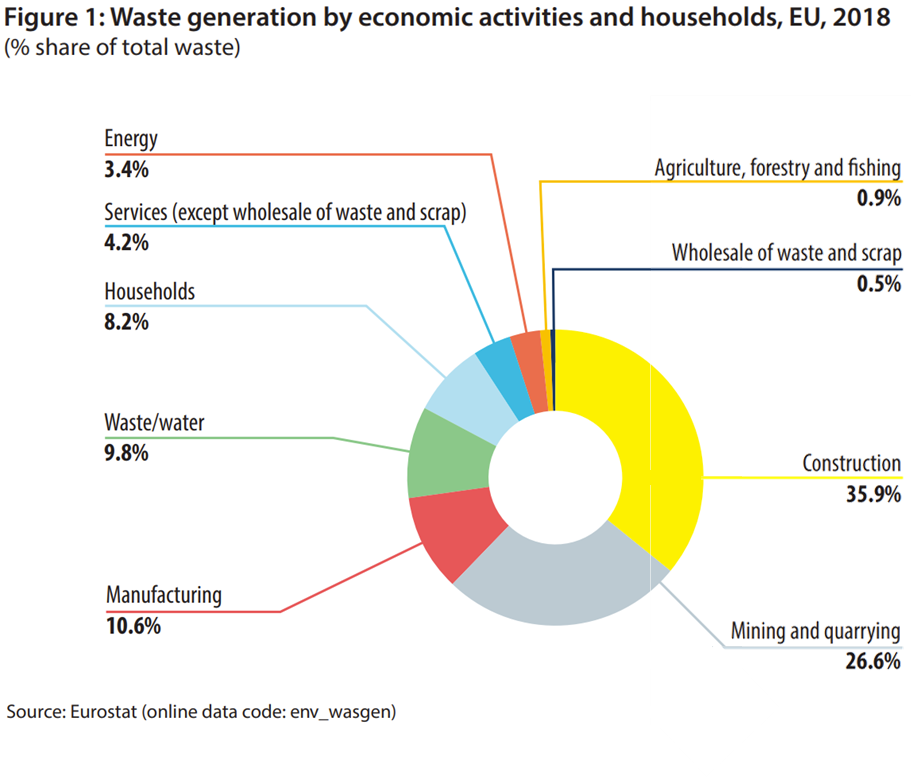 Figure 1: Waste generation by economic activities and households, EU, 2018
(% share of total waste)
Energy
3.4%
Agriculture, forestry and fishing
0.9%
Services (except wholesale of waste and scrap)
4.2%
Wholesale of waste and scrap
0.5%
Households
8.2%
Waste/water
9.8%
Construction
35.9%
Manufacturing
10.6%
Mining and quarrying
26.6%
Source: Eurostat (online data code: env_wasgen)